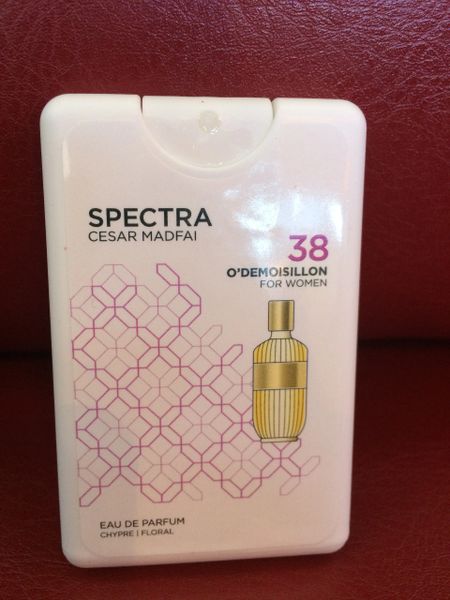 SPECTRA
CESAR MADFAI
38
O'DEMOISILLON
FOR WOMEN
EAU DE PARFUM
CHYPRE | FLORAL